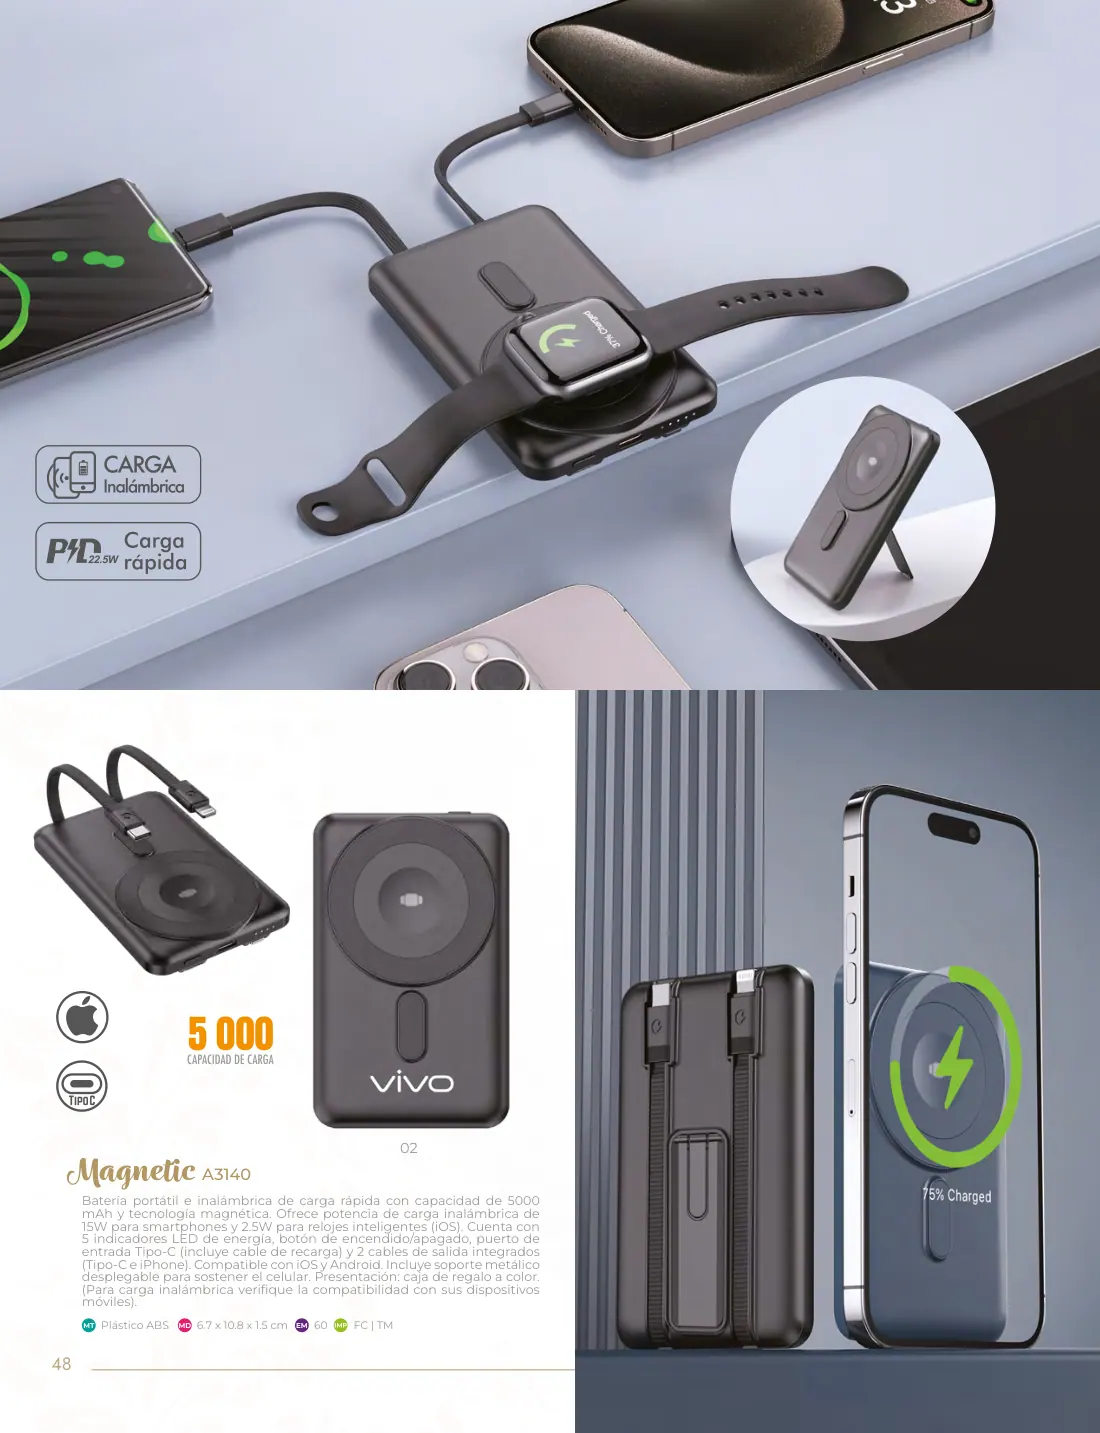 37% Charged
CARGA
Inalámbrica
PD 22.5W Carga
rápida
TIPO C
5 000
CAPACIDAD DE CARGA
vivo
02
Magnetic A3140
Batería portátil e inalámbrica de carga rápida con capacidad de 5000
mAh y tecnología magnética. Ofrece potencia de carga inalámbrica de
15W para smartphones y 2.5W para relojes inteligentes (iOS). Cuenta con
5 indicadores LED de energía, botón de encendido/apagado, puerto de
entrada Tipo-C (incluye cable de recarga) y 2 cables de salida integrados
(Tipo-C e iPhone). Compatible con iOS y Android. Incluye soporte metálico
desplegable para sostener el celular. Presentación: caja de regalo a color.
(Para carga inalámbrica verifique la compatibilidad con sus dispositivos
móviles).
MT Plástico ABS MD 6.7 x 10.8 x 1.5 cm EM 60 IMP FC | TM
75% Charged
48